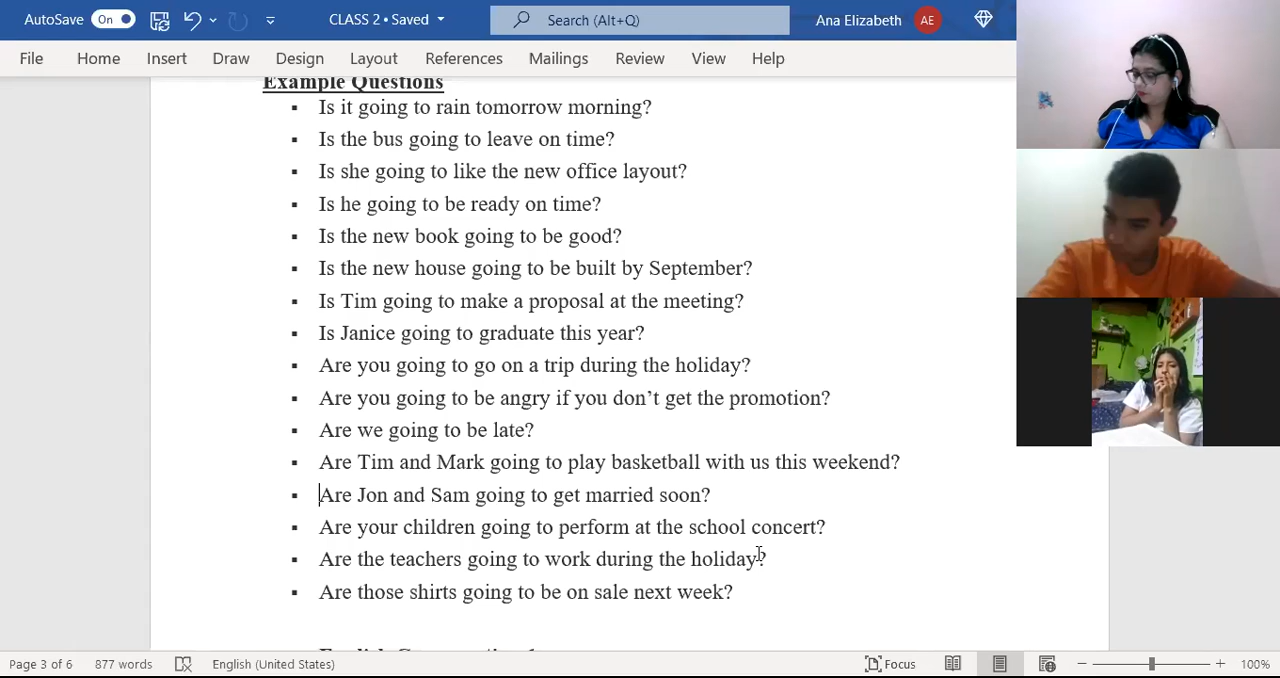 AutoSave On CLASS 2 • Saved Search (Alt+Q) Ana Elizabeth AE
File Home Insert Draw Design Layout References Mailings Review View Help
Example Questions
▪ Is it going to rain tomorrow morning?
▪ Is the bus going to leave on time?
▪ Is she going to like the new office layout?
▪ Is he going to be ready on time?
▪ Is the new book going to be good?
▪ Is the new house going to be built by September?
▪ Is Tim going to make a proposal at the meeting?
▪ Is Janice going to graduate this year?
▪ Are you going to go on a trip during the holiday?
▪ Are you going to be angry if you don’t get the promotion?
▪ Are we going to be late?
▪ Are Tim and Mark going to play basketball with us this weekend?
▪ Are Jon and Sam going to get married soon?
▪ Are your children going to perform at the school concert?
▪ Are the teachers going to work during the holiday?
▪ Are those shirts going to be on sale next week?
Page 3 of 6 877 words English (United States) Focus 100%